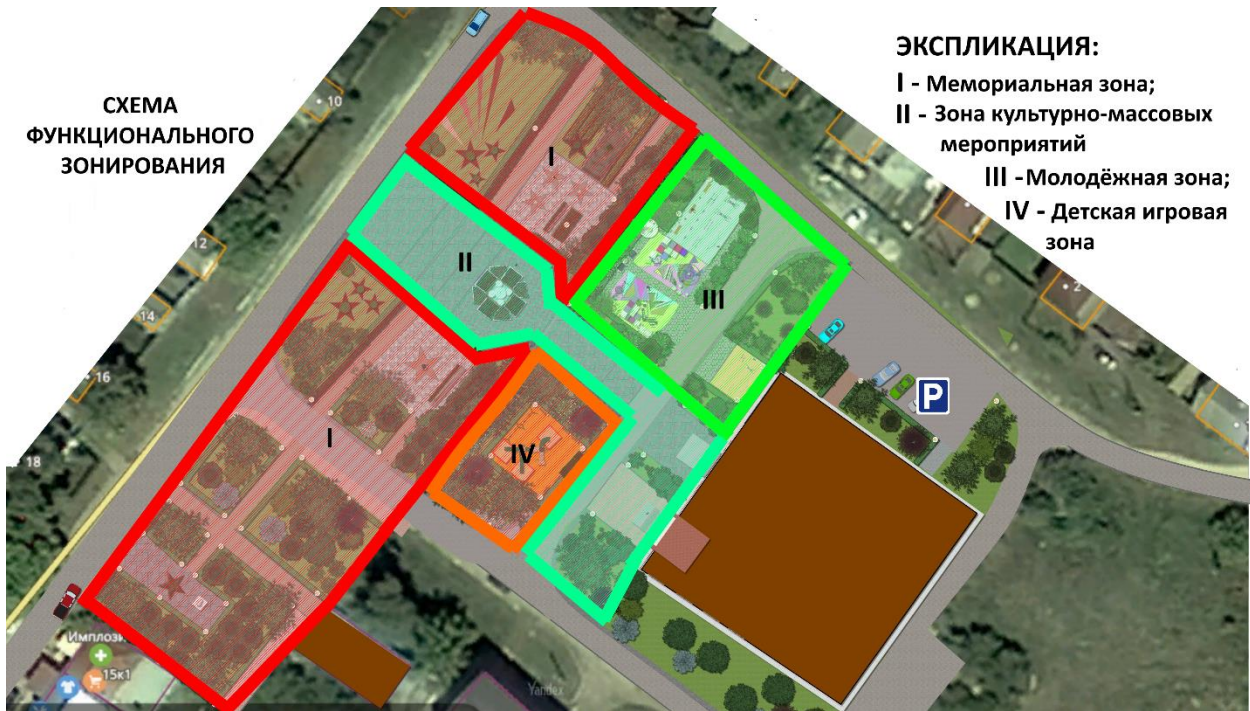 СХЕМА
ФУНКЦИОНАЛЬНОГО
ЗОНИРОВАНИЯ
ЭКСПЛИКАЦИЯ:
I - Мемориальная зона;
II - Зона культурно-массовых
мероприятий
III -Молодёжная зона;
IV - Детская игровая
зона
10
12
14
16
18
2
I
II
III
I
IV
P
15к1
Yandex